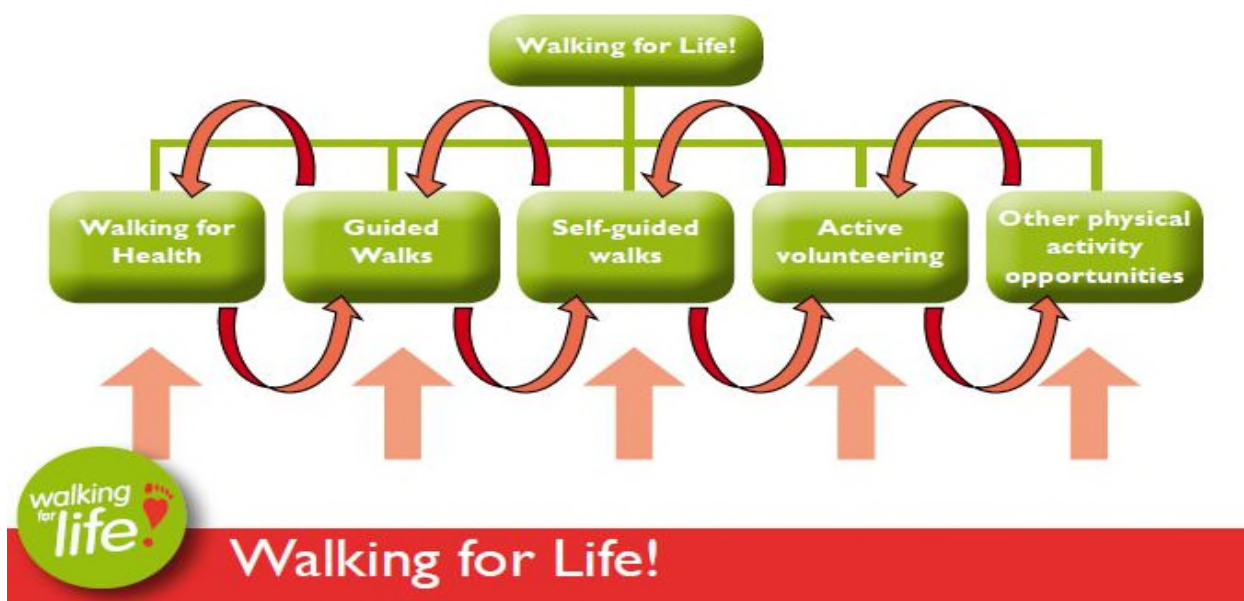 Walking for Life!
Walking for
Health
Guided
Walks
Self-guided
walks
Active
volunteering
Other physical
activity
opportunities
walking
for
life!
Walking for Life!